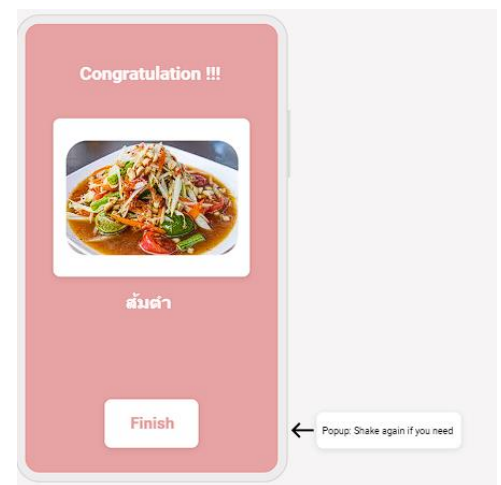 Congratulation !!!
ส้มตำ
Finish
Popup: Shake again if you need